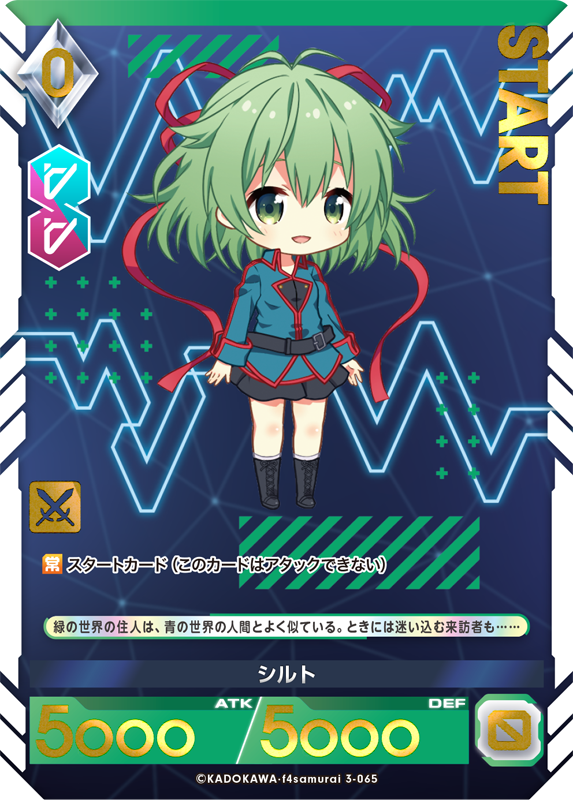 0
START
常 スタートカード(このカードはアタックできない)
緑の世界の住人は、青の世界の人間とよく似ている。ときには迷い込む来訪者も……
シルト
ATK
5000
DEF
5000
©KADOKAWA·f4samurai 3-065